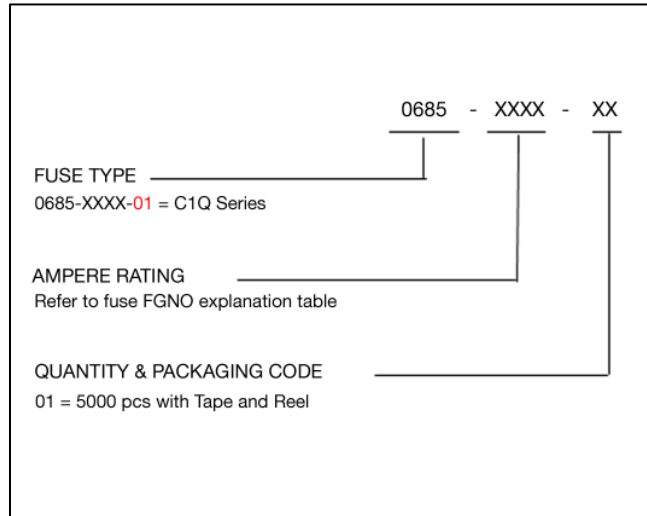 0685 - XXXX - XX
FUSE TYPE
0685-XXXX-01 = C1Q Series
AMPERE RATING
Refer to fuse FGNO explanation table
QUANTITY & PACKAGING CODE
01 = 5000 pcs with Tape and Reel